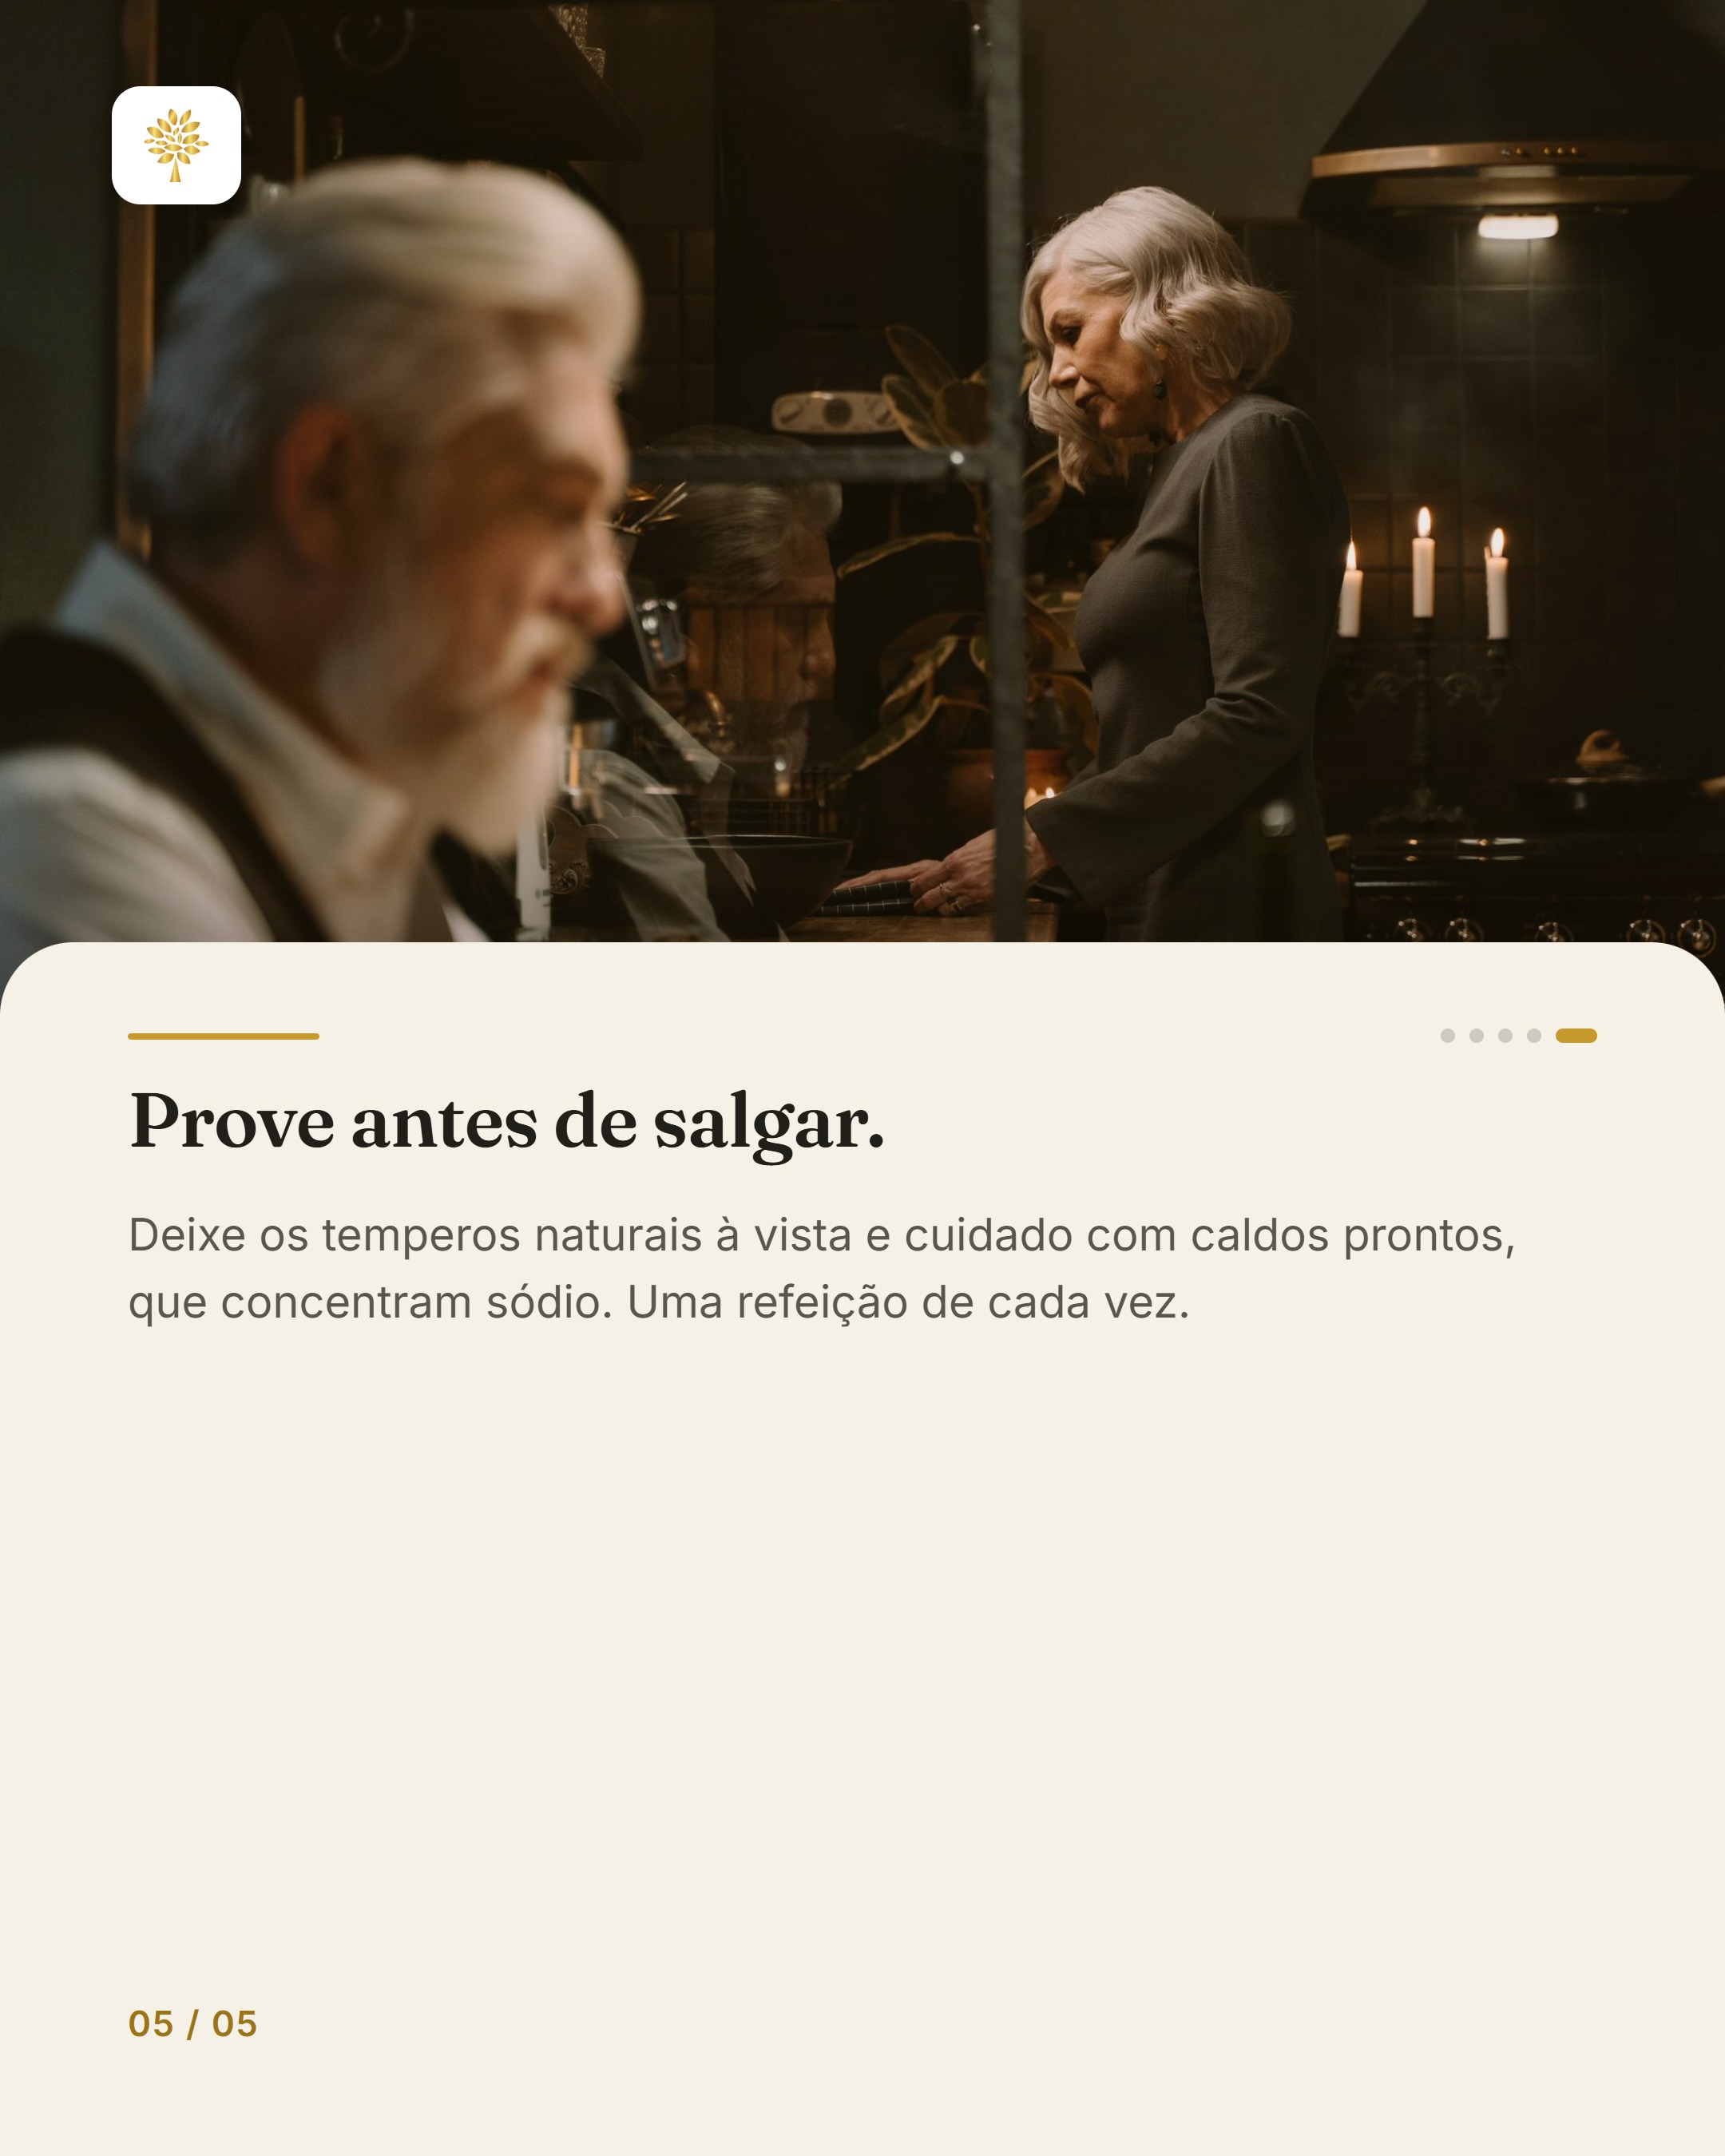 Prove antes de salgar.
Deixe os temperos naturais à vista e cuidado com caldos prontos,
que concentram sódio. Uma refeição de cada vez.
05 / 05